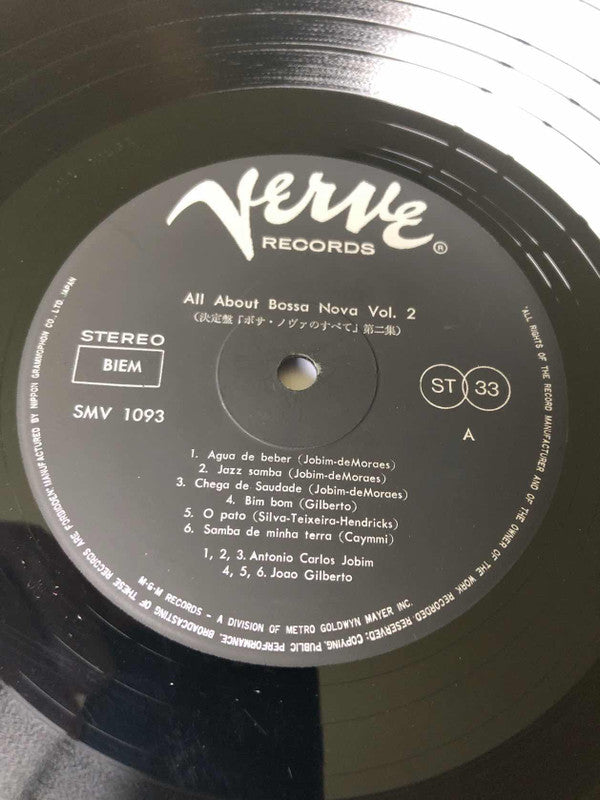 Verve
RECORDS ®
All About Bossa Nova Vol. 2
(決定盤「ボサ・ノヴァのすべて」第二集)
STEREO
BIEM
SMV 1093
ST 33
A
1. Agua de beber (Jobim-deMoraes)
2. Jazz samba (Jobim-deMoraes)
3. Chega de Saudade (Jobim-deMoraes)
4. Bim bom (Gilberto)
5. O pato (Silva-Teixeira-Hendricks)
6. Samba de minha terra (Caymmi)
1, 2, 3. Antonio Carlos Jobim
4, 5, 6. Joao Gilberto
"ALL RIGHTS OF THE RECORD MANUFACTURER AND OF THE OWNER OF THE WORK RECORDED RESERVED: COPYING, PUBLIC PERFORMANCE, BROADCASTING OF THESE RECORDS ARE FORBIDDEN" MANUFACTURED BY NIPPON GRAMMOPHON CO., LTD. JAPAN
M-G-M RECORDS - A DIVISION OF METRO GOLDWYN MAYER INC.